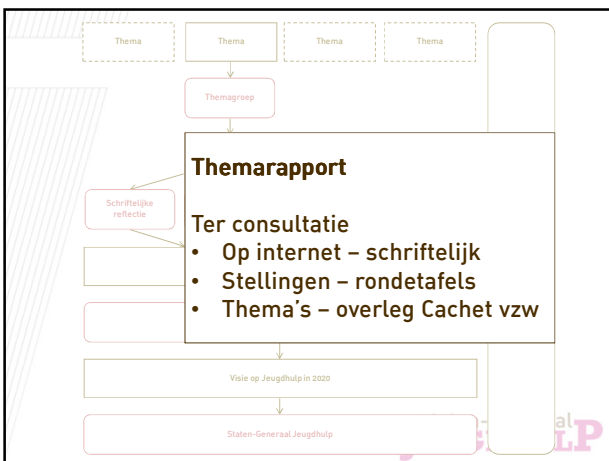 Thema
Thema
Thema
Thema
Themagroep
Themarapport
Ter consultatie
• Op internet – schriftelijk
• Stellingen – rondetafels
• Thema's – overleg Cachet vzw
Schriftelijke
reflectie
Visie op Jeugdhulp in 2020
Staten-Generaal Jeugdhulp